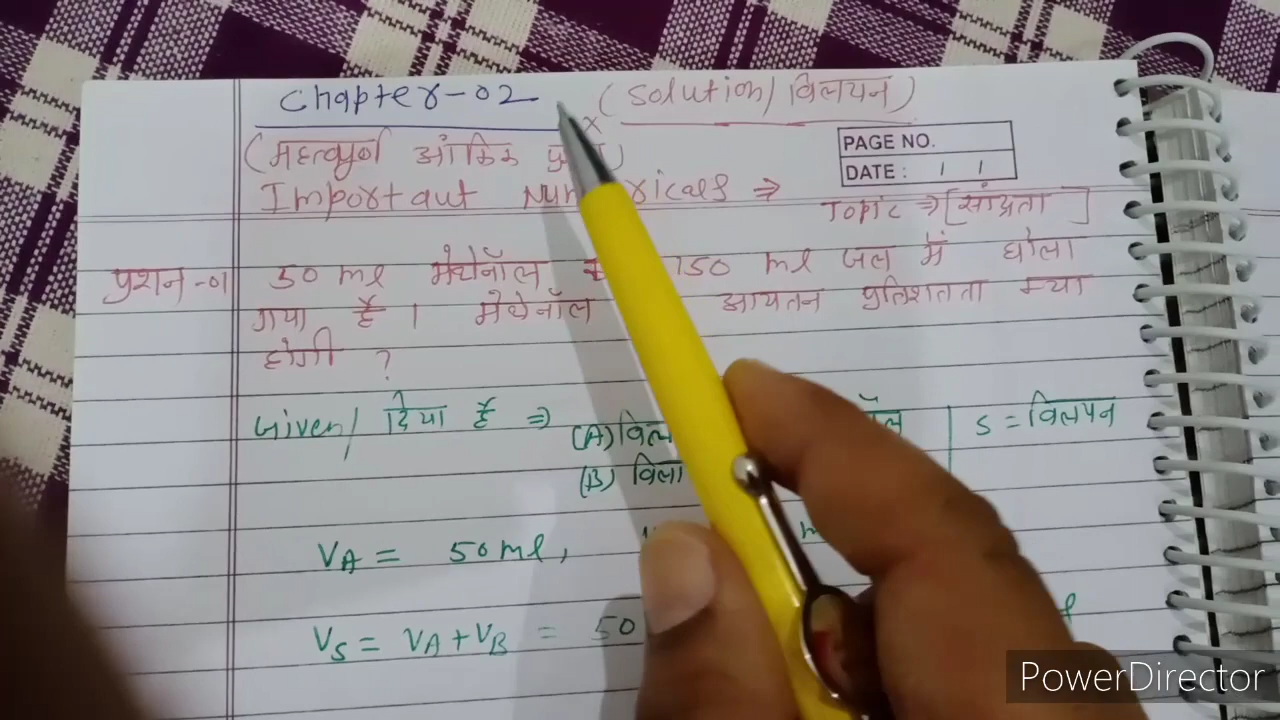 Chapter-02 (Solution/विलयन)
(महत्वपूर्ण आंकिक
Important Numericals ⇒
PAGE NO.
DATE : / /
Topic ⇒ [सांद्रता ]
प्रशन-01 50 ml मेथेनॉल 150 ml जल में घोला
गया है । मेथेनॉल आयतन प्रतिशतता क्या
होगी ?
Given/ दिया है ⇒ (A) S = विलयन
(B)
VA = 50 ml,
VS = VA + VB = 50
PowerDirector